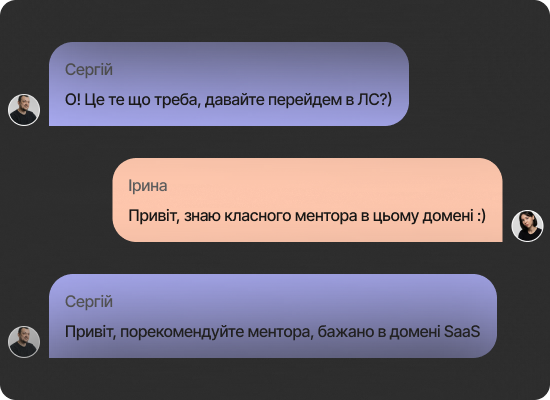 Сергій
О! Це те що треба, давайте перейдем в ЛС?)
Ірина
Привіт, знаю класного ментора в цьому домені :)
Сергій
Привіт, порекомендуйте ментора, бажано в домені SaaS